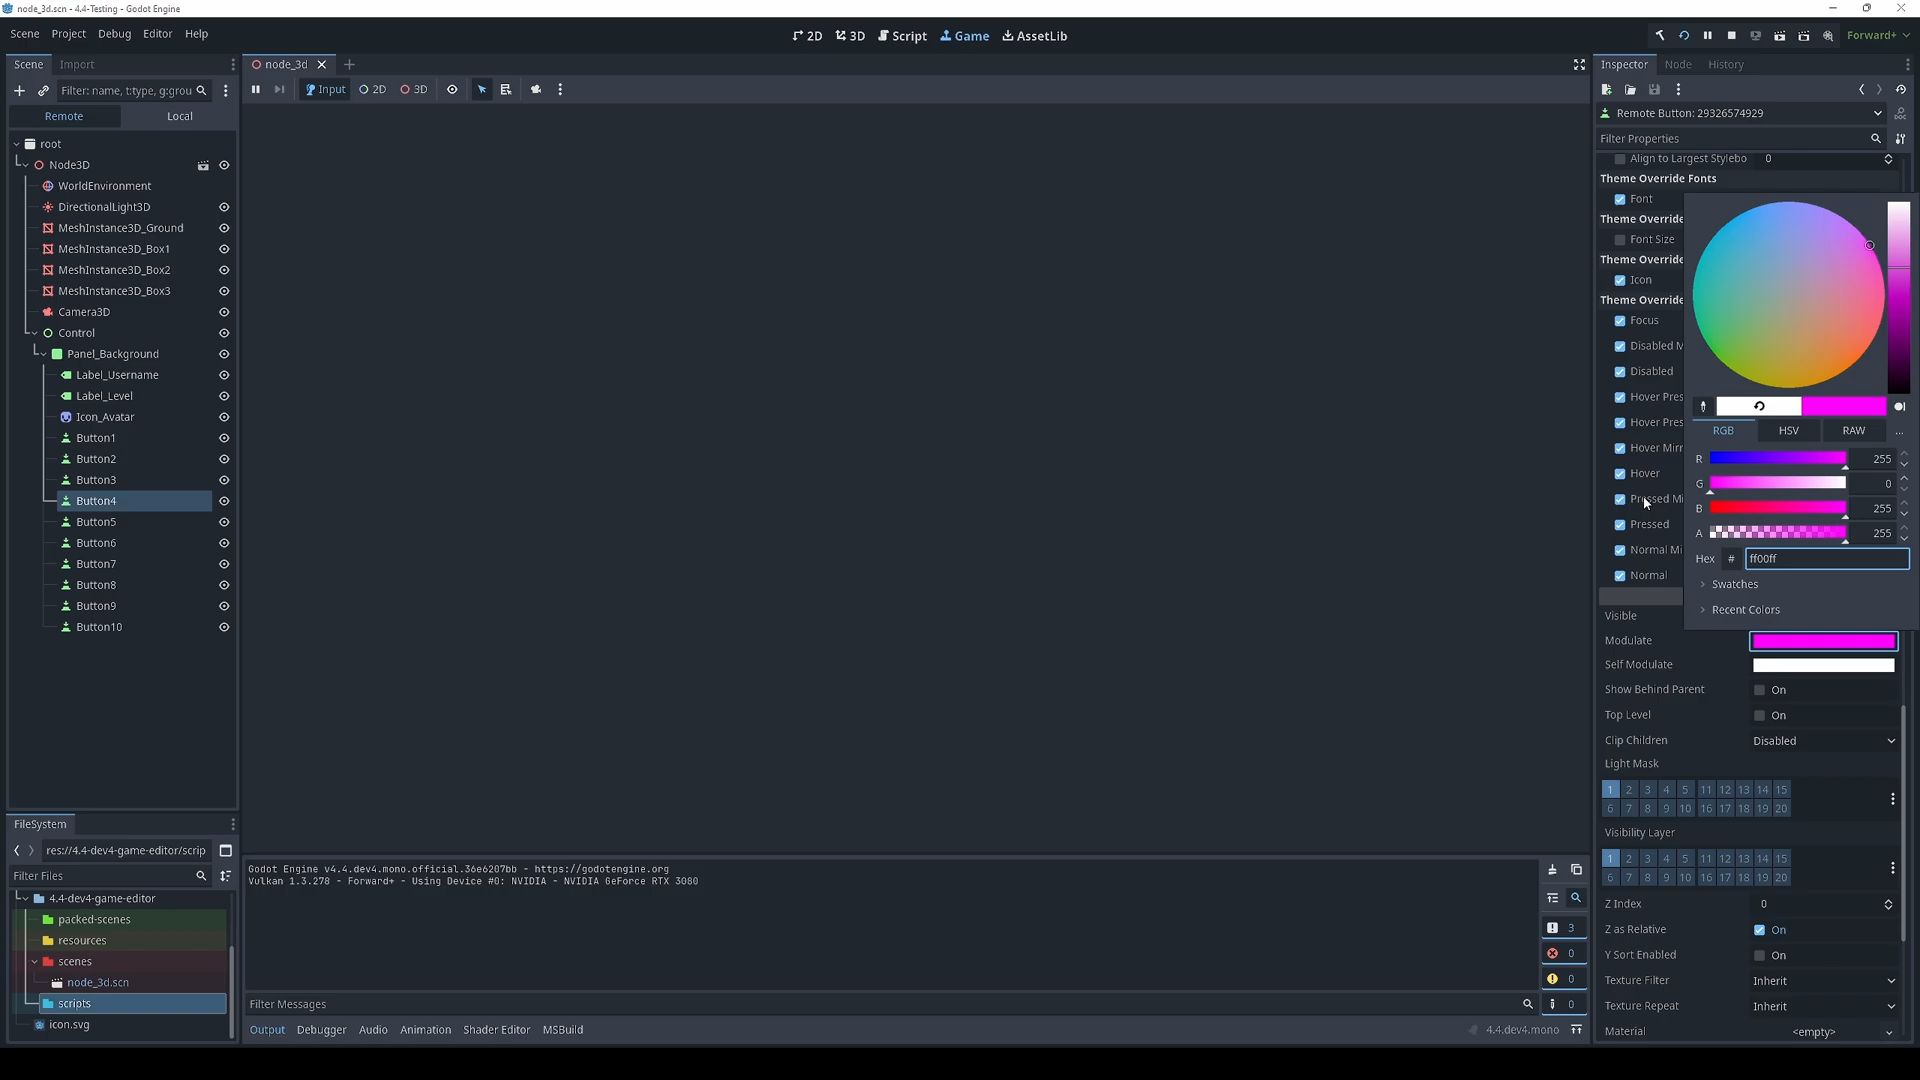 node_3d.scn - 4.4-Testing - Godot Engine
Scene Project Debug Editor Help
2D 3D Script Game AssetLib
Forward+
Scene Import
Filter: name, t:type, g:grou
Remote Local
root
Node3D
WorldEnvironment
DirectionalLight3D
MeshInstance3D_Ground
MeshInstance3D_Box1
MeshInstance3D_Box2
MeshInstance3D_Box3
Camera3D
Control
Panel_Background
Label_Username
Label_Level
Icon_Avatar
Button1
Button2
Button3
Button4
Button5
Button6
Button7
Button8
Button9
Button10
FileSystem
res://4.4-dev4-game-editor/scrip
Filter Files
4.4-dev4-game-editor
packed-scenes
resources
scenes
node_3d.scn
scripts
icon.svg
node_3d
Input 2D 3D
Godot Engine v4.4.dev4.mono.official.36e6207bb - https://godotengine.org
Vulkan 1.3.278 - Forward+ - Using Device #0: NVIDIA - NVIDIA GeForce RTX 3080
3
0
0
0
Filter Messages
Output Debugger Audio Animation Shader Editor MSBuild
4.4.dev4.mono
Inspector Node History
Remote Button: 29326574929
DOC
Filter Properties
Align to Largest Stylebo 0
Theme Override Fonts
Font
Theme Override
Font Size
Theme Override
Icon
Theme Override
Focus
Disabled M
Disabled
Hover Pres
Hover Pres
Hover Mirr
Hover
Pressed Mi
Pressed
Normal Mi
Normal
RGB HSV RAW ...
R 255
G 0
B 255
A 255
Hex # ff00ff
Swatches
Recent Colors
Visible
Modulate
Self Modulate
Show Behind Parent On
Top Level On
Clip Children Disabled
Light Mask
1 2 3 4 5 11 12 13 14 15
6 7 8 9 10 16 17 18 19 20
Visibility Layer
1 2 3 4 5 11 12 13 14 15
6 7 8 9 10 16 17 18 19 20
Z Index 0
Z as Relative On
Y Sort Enabled On
Texture Filter Inherit
Texture Repeat Inherit
Material <empty>